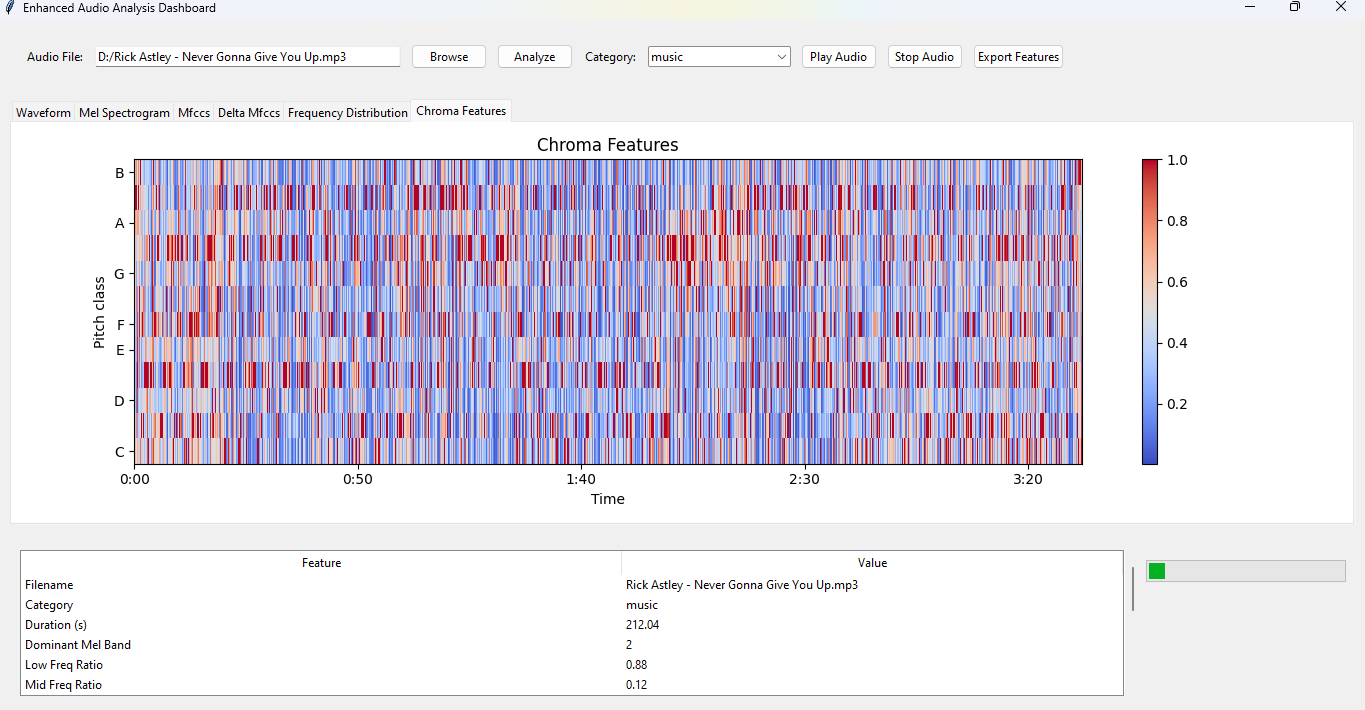 Enhanced Audio Analysis Dashboard
Audio File: D:/Rick Astley - Never Gonna Give You Up.mp3 Browse Analyze Category: music Play Audio Stop Audio Export Features
Waveform Mel Spectrogram Mfccs Delta Mfccs Frequency Distribution Chroma Features
Chroma Features
B
A
G
F
E
D
C
Pitch class
0:00 0:50 1:40 2:30 3:20
Time
1.0
0.8
0.6
0.4
0.2
Feature Value
Filename Rick Astley - Never Gonna Give You Up.mp3
Category music
Duration (s) 212.04
Dominant Mel Band 2
Low Freq Ratio 0.88
Mid Freq Ratio 0.12